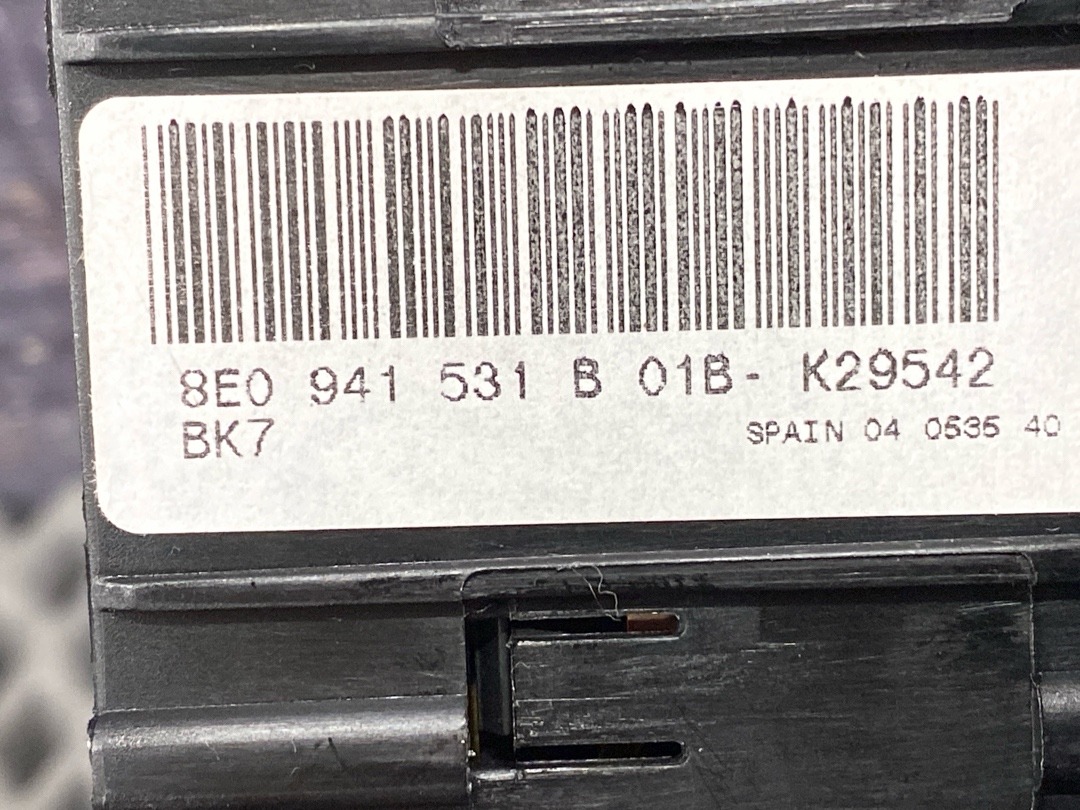 8E0 941 531 B 01B- K29542
BK7 SPAIN 04 0535 40